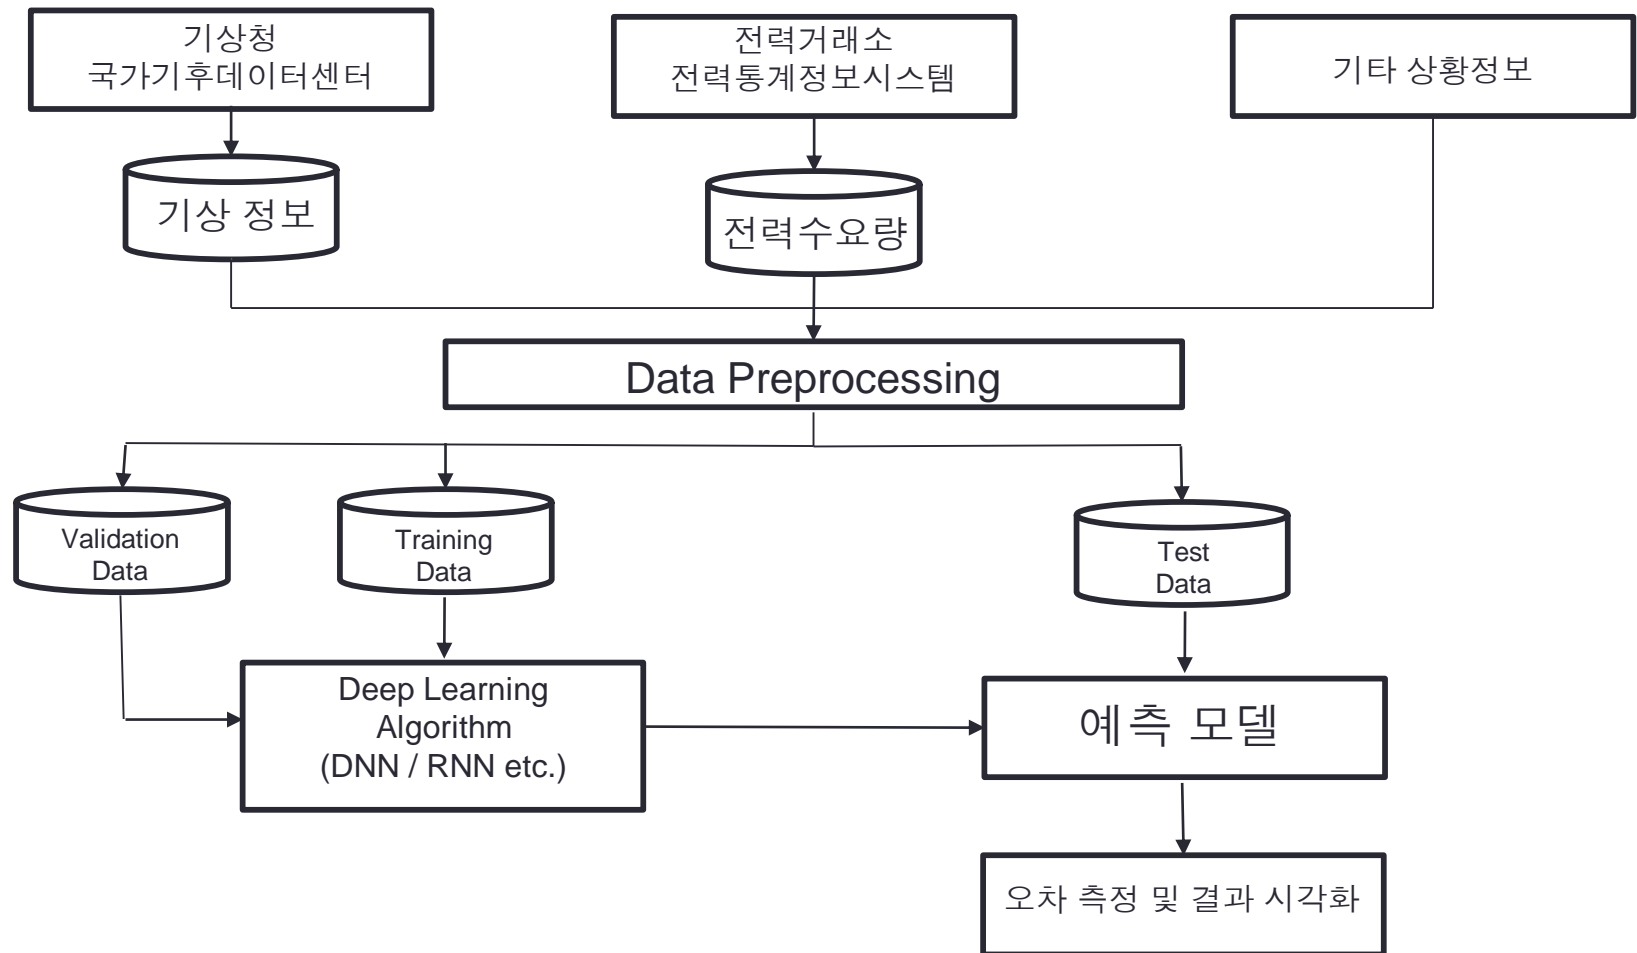 기상청
국가기후데이터센터
전력거래소
전력통계정보시스템
기타 상황정보
기상 정보
전력수요량
Data Preprocessing
Validation
Data
Training
Data
Test
Data
Deep Learning
Algorithm
(DNN / RNN etc.)
예측 모델
오차 측정 및 결과 시각화